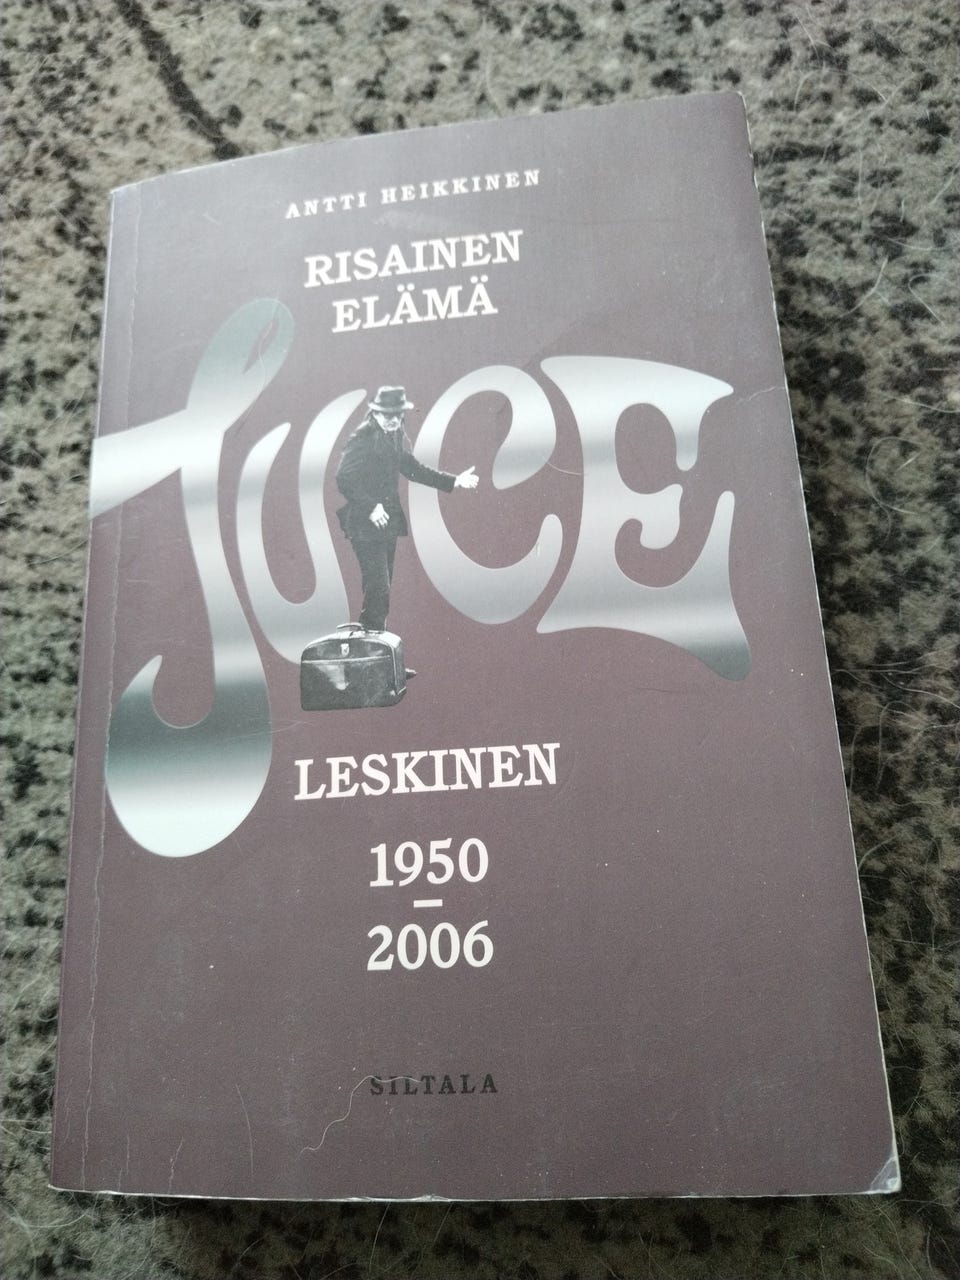 ANTTI HEIKKINEN
RISAINEN
ELÄMÄ
JUICE
LESKINEN
1950
–
2006
SILTALA